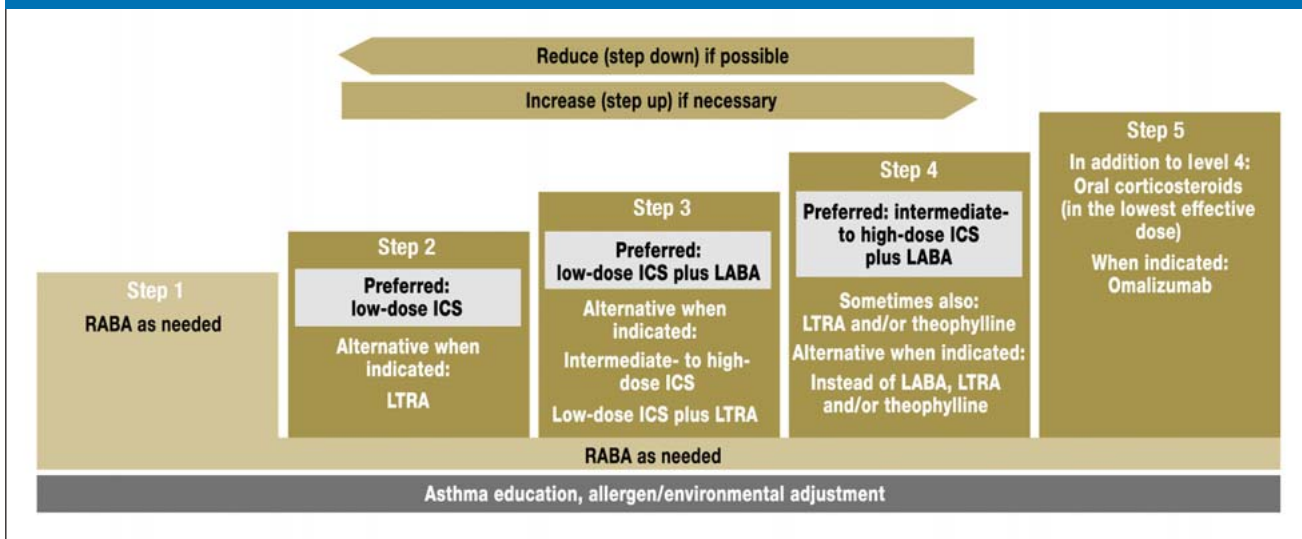 Reduce (step down) if possible
Increase (step up) if necessary
Step 1
RABA as needed
Step 2
Preferred:
low-dose ICS
Alternative when
indicated:
LTRA
Step 3
Preferred:
low-dose ICS plus LABA
Alternative when
indicated:
Intermediate- to high-
dose ICS
Low-dose ICS plus LTRA
Step 4
Preferred: intermediate-
to high-dose ICS
plus LABA
Sometimes also:
LTRA and/or theophylline
Alternative when indicated:
Instead of LABA, LTRA
and/or theophylline
Step 5
In addition to level 4:
Oral corticosteroids
(in the lowest effective
dose)
When indicated:
Omalizumab
RABA as needed
Asthma education, allergen/environmental adjustment